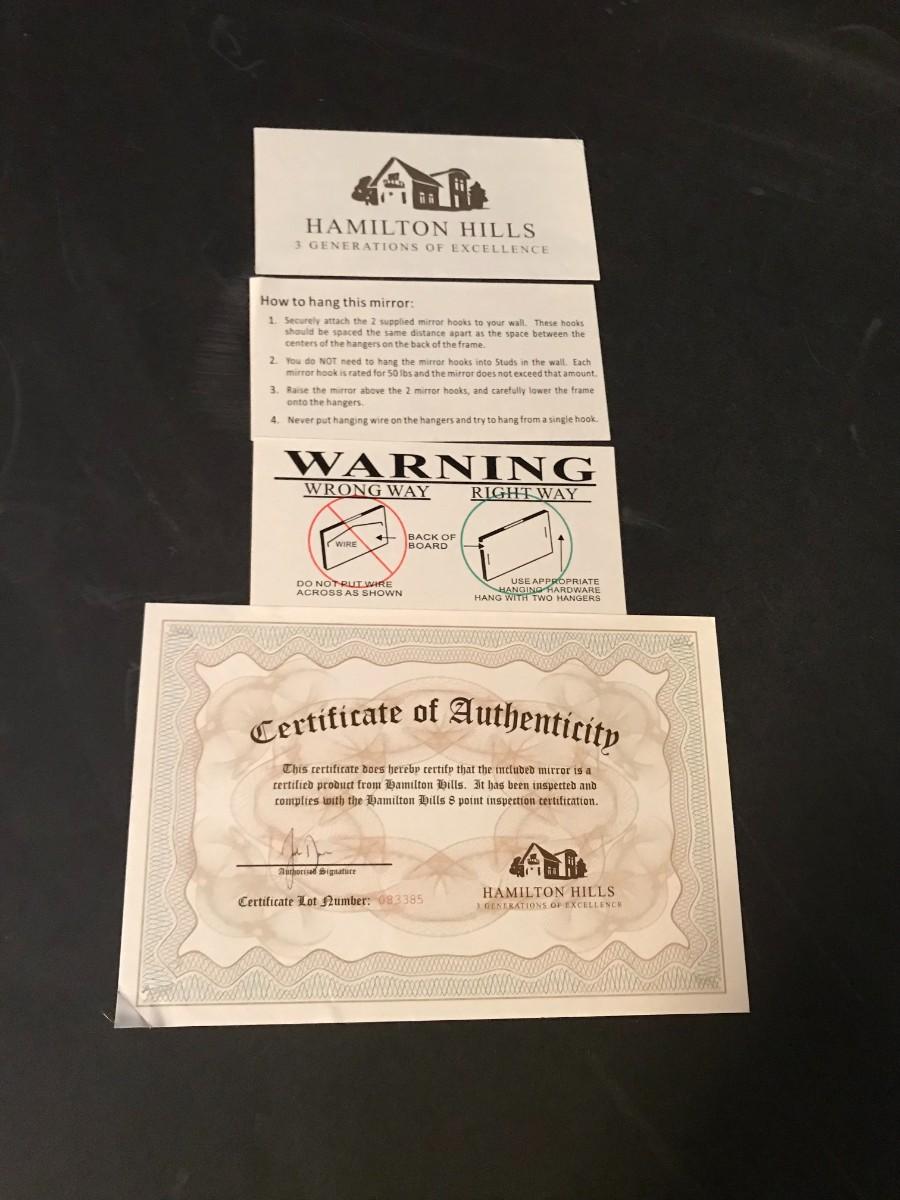 HAMILTON HILLS
3 GENERATIONS OF EXCELLENCE
How to hang this mirror:
1. Securely attach the 2 supplied mirror hooks to your wall. These hooks
should be spaced the same distance apart as the space between the
centers of the hangers on the back of the frame.
2. You do NOT need to hang the mirror hooks into Studs in the wall. Each
mirror hook is rated for 50 lbs and the mirror does not exceed that amount.
3. Raise the mirror above the 2 mirror hooks, and carefully lower the frame
onto the hangers.
4. Never put hanging wire on the hangers and try to hang from a single hook.
WARNING
WRONG WAY
RIGHT WAY
WIRE
BACK OF
BOARD
DO NOT PUT WIRE
ACROSS AS SHOWN
USE APPROPRIATE
HANGING HARDWARE
HANG WITH TWO HANGERS
Certificate of Authenticity
This certificate does hereby certify that the included mirror is a
certified product from Hamilton Hills. It has been inspected and
complies with the Hamilton Hills 8 point inspection certification.
Authorized Signature
Certificate Lot Number: 083385
HAMILTON HILLS
3 GENERATIONS OF EXCELLENCE